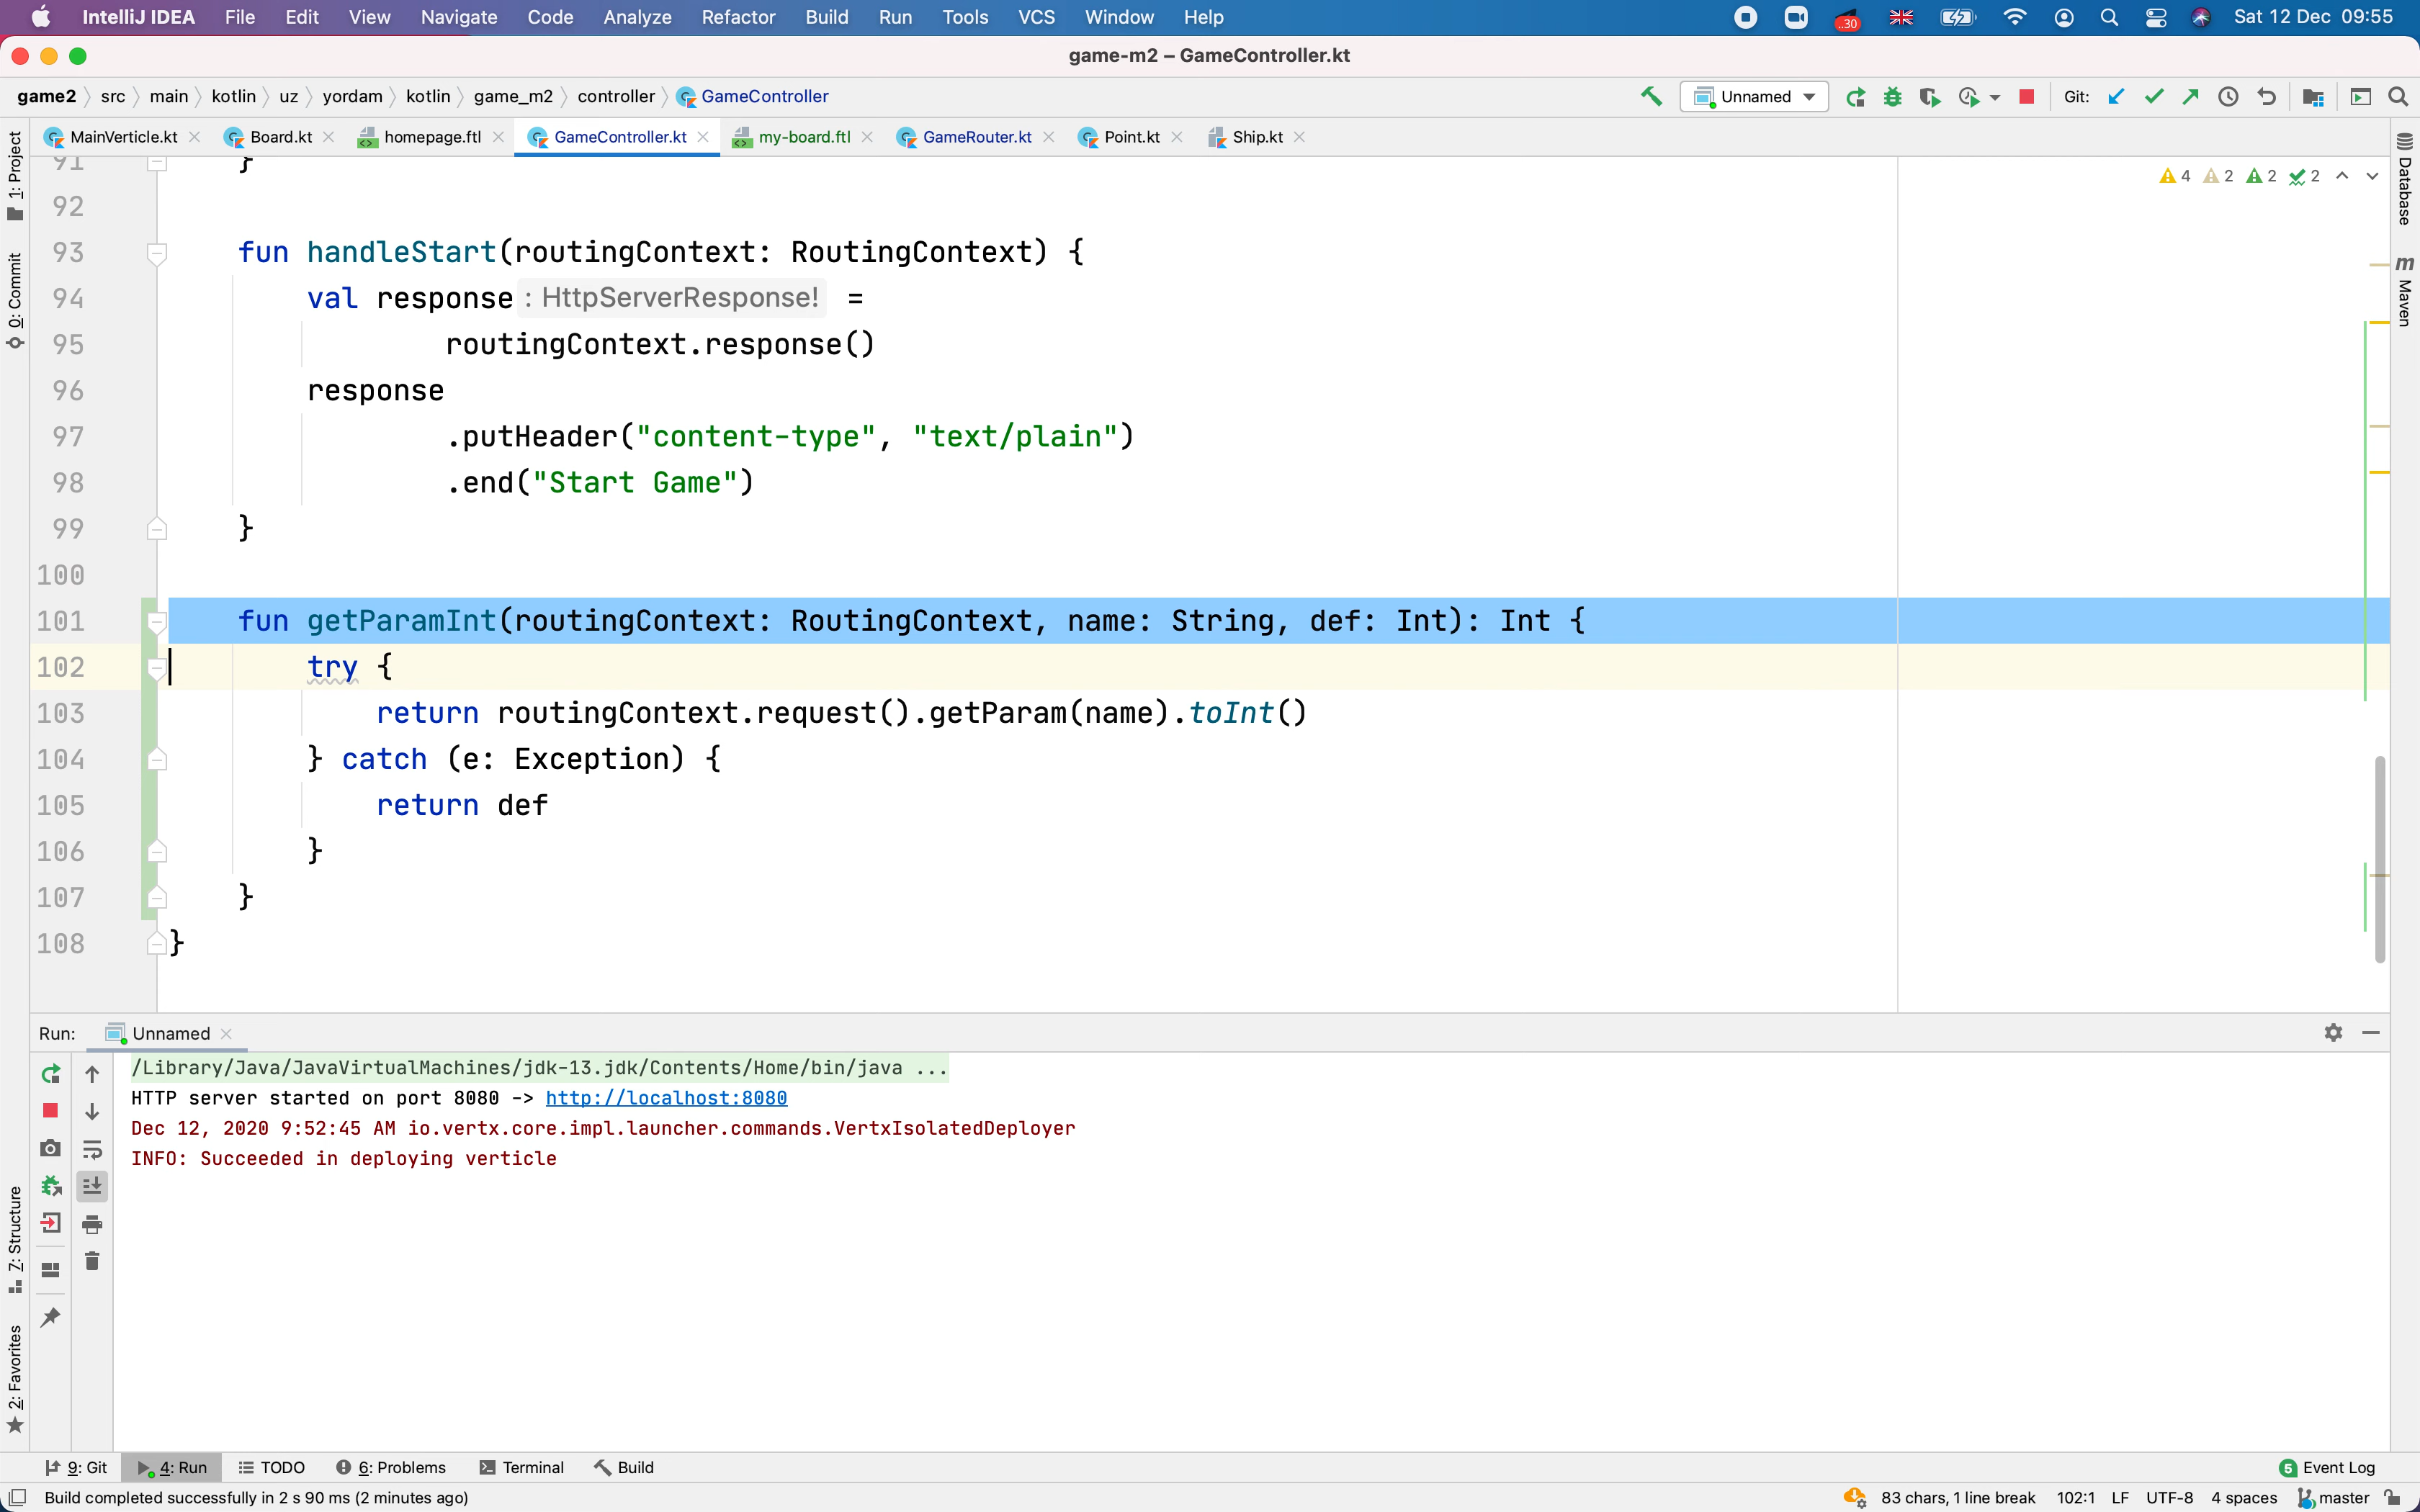 IntelliJ IDEA File Edit View Navigate Code Analyze Refactor Build Run Tools VCS Window Help ..30 Sat 12 Dec 09:55
game-m2 – GameController.kt
game2 src main kotlin uz yordam kotlin game_m2 controller GameController Unnamed Git:
MainVerticle.kt Board.kt homepage.ftl GameController.kt my-board.ftl GameRouter.kt Point.kt Ship.kt
1: Project
0: Commit
7: Structure
2: Favorites
Database
Maven
4 2 2 2
91 }
92
93 fun handleStart(routingContext: RoutingContext) {
94 val response : HttpServerResponse! =
95 routingContext.response()
96 response
97 .putHeader("content-type", "text/plain")
98 .end("Start Game")
99 }
100
101 fun getParamInt(routingContext: RoutingContext, name: String, def: Int): Int {
102 try {
103 return routingContext.request().getParam(name).toInt()
104 } catch (e: Exception) {
105 return def
106 }
107 }
108 }
Run: Unnamed
/Library/Java/JavaVirtualMachines/jdk-13.jdk/Contents/Home/bin/java ...
HTTP server started on port 8080 -> http://localhost:8080
Dec 12, 2020 9:52:45 AM io.vertx.core.impl.launcher.commands.VertxIsolatedDeployer
INFO: Succeeded in deploying verticle
9: Git 4: Run TODO 6: Problems Terminal Build 5 Event Log
Build completed successfully in 2 s 90 ms (2 minutes ago) 83 chars, 1 line break 102:1 LF UTF-8 4 spaces master